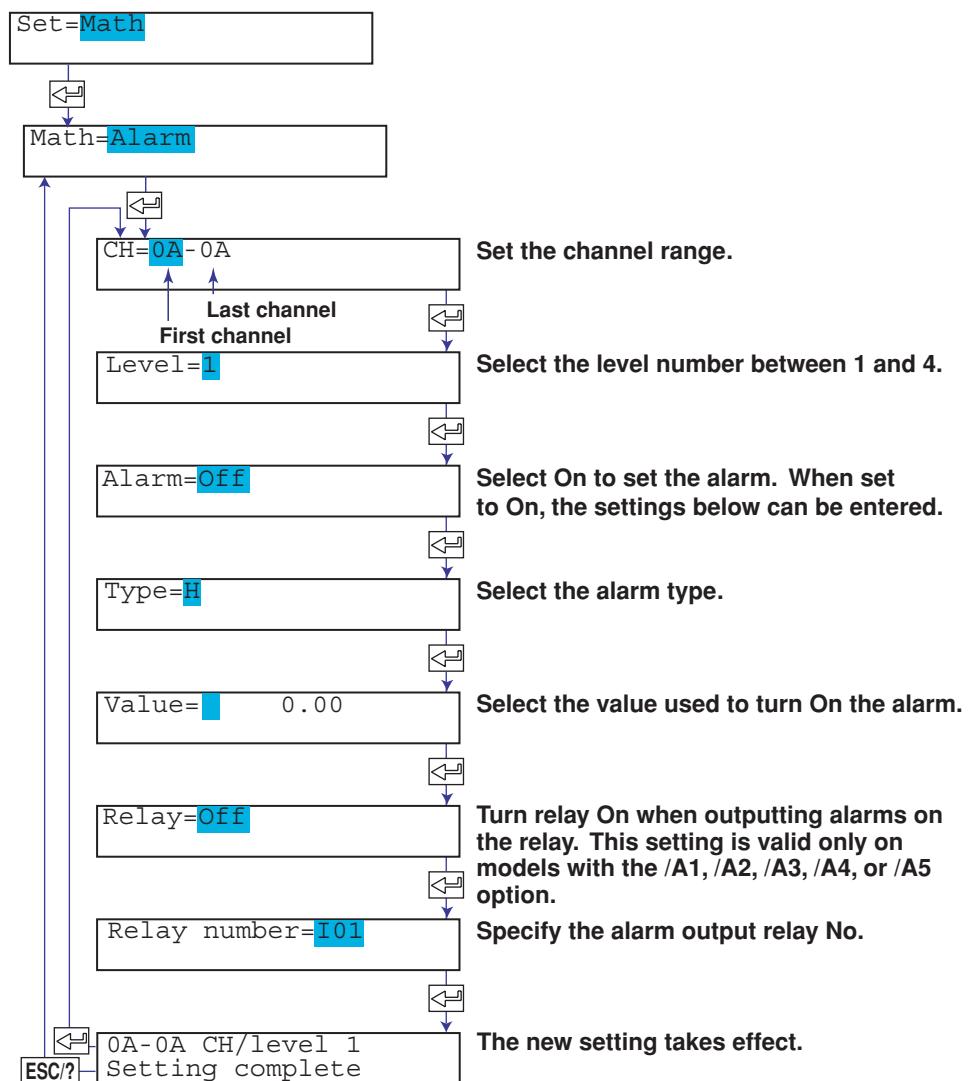 Set=Math
Math=Alarm
CH=0A-0A
Set the channel range.
Last channel
First channel
Level=1
Select the level number between 1 and 4.
Alarm=Off
Select On to set the alarm. When set
to On, the settings below can be entered.
Type=H
Select the alarm type.
Value= 0.00
Select the value used to turn On the alarm.
Relay=Off
Turn relay On when outputting alarms on
the relay. This setting is valid only on
models with the /A1, /A2, /A3, /A4, or /A5
option.
Relay number=I01
Specify the alarm output relay No.
0A-0A CH/level 1
Setting complete
The new setting takes effect.
ESC/?